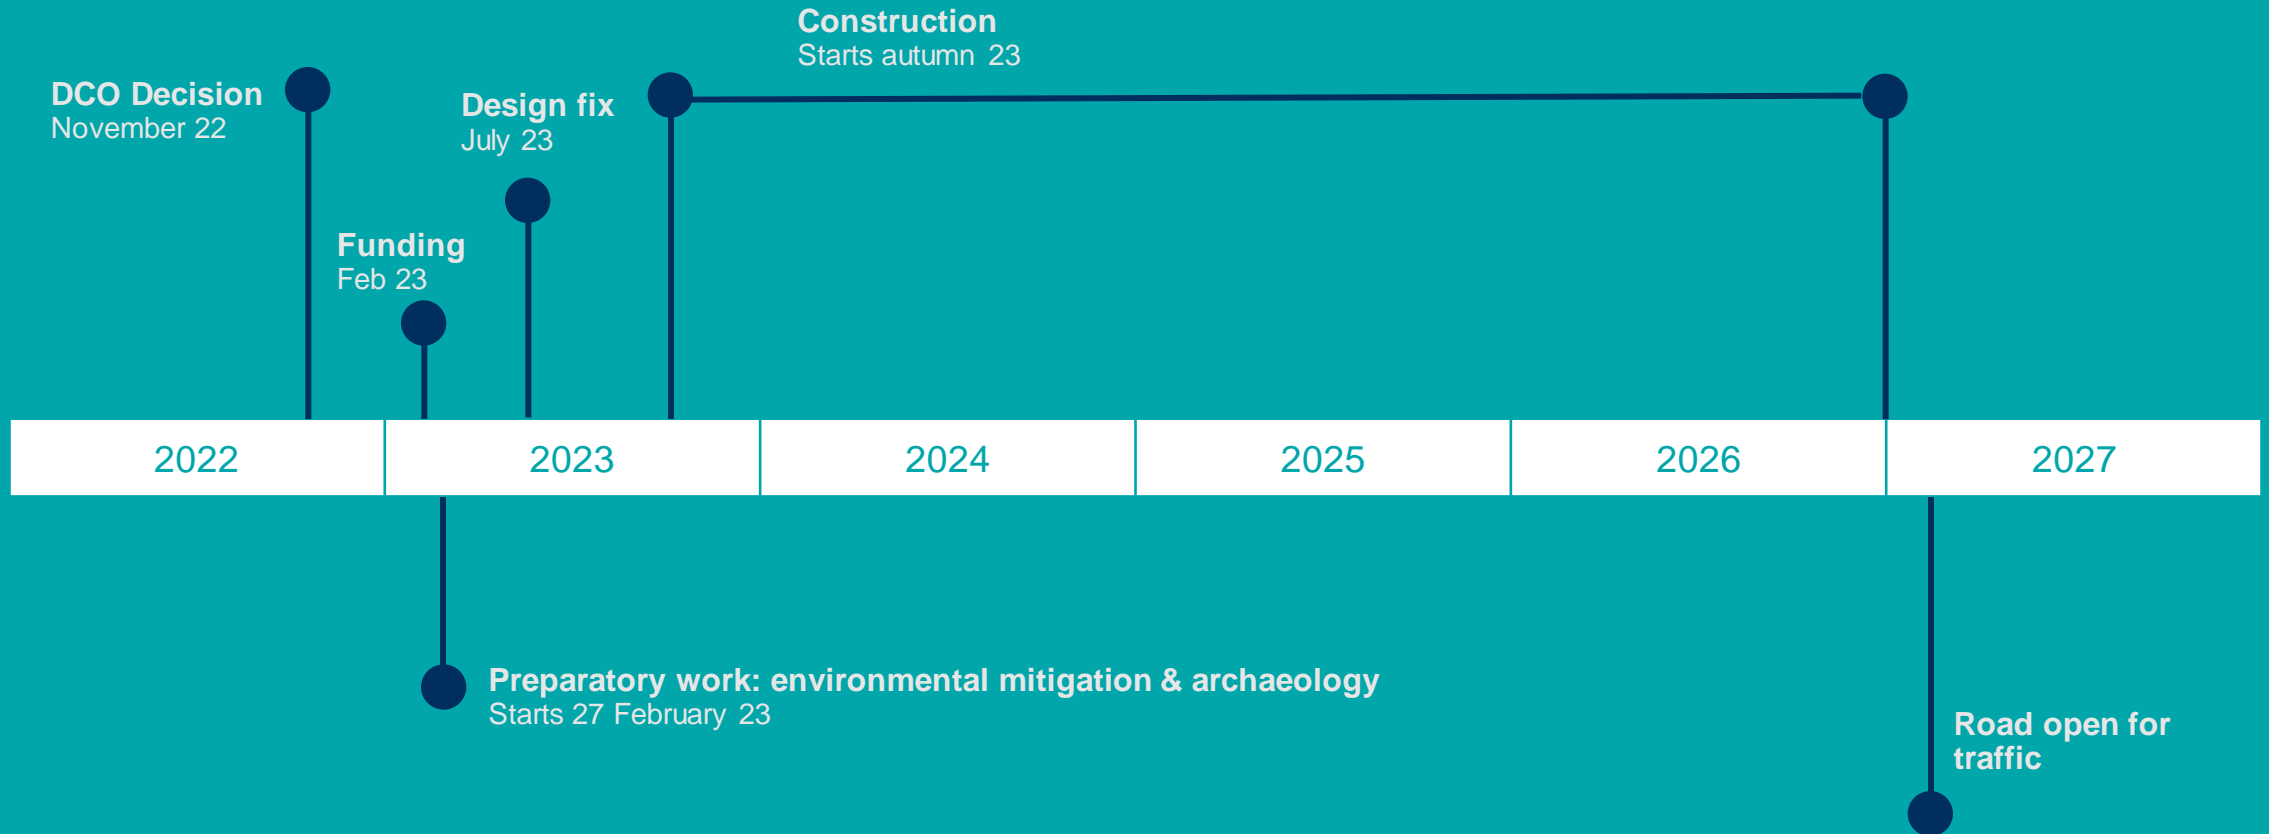 Construction
Starts autumn 23
DCO Decision
November 22
Design fix
July 23
Funding
Feb 23
2022
2023
2024
2025
2026
2027
Preparatory work: environmental mitigation & archaeology
Starts 27 February 23
Road open for
traffic